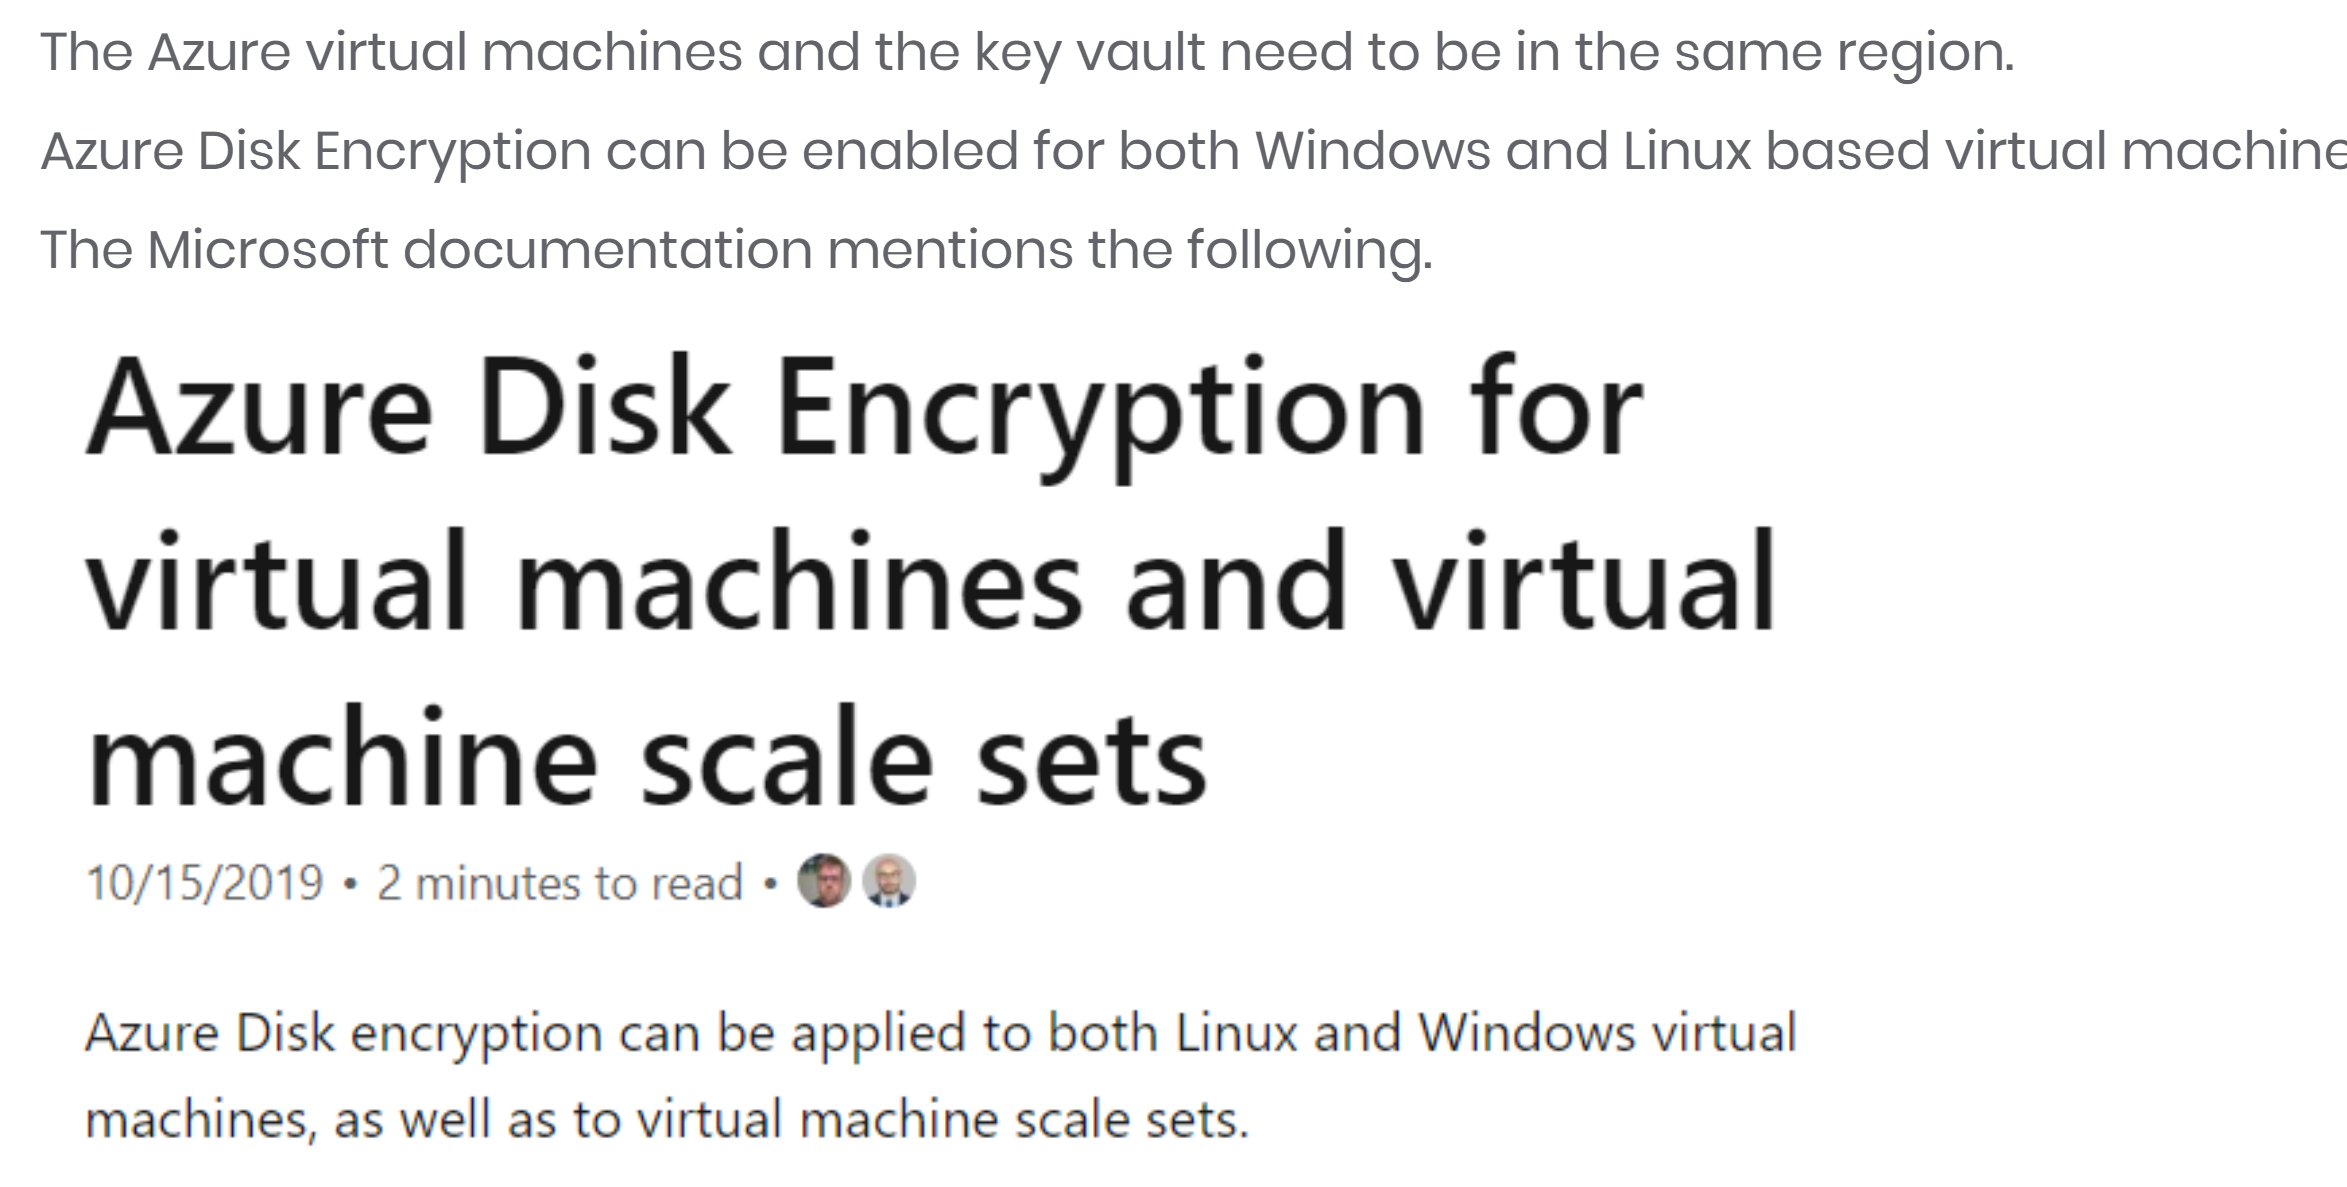 The Azure virtual machines and the key vault need to be in the same region.
Azure Disk Encryption can be enabled for both Windows and Linux based virtual machine
The Microsoft documentation mentions the following.
Azure Disk Encryption for
virtual machines and virtual
machine scale sets
10/15/2019 • 2 minutes to read •
Azure Disk encryption can be applied to both Linux and Windows virtual
machines, as well as to virtual machine scale sets.